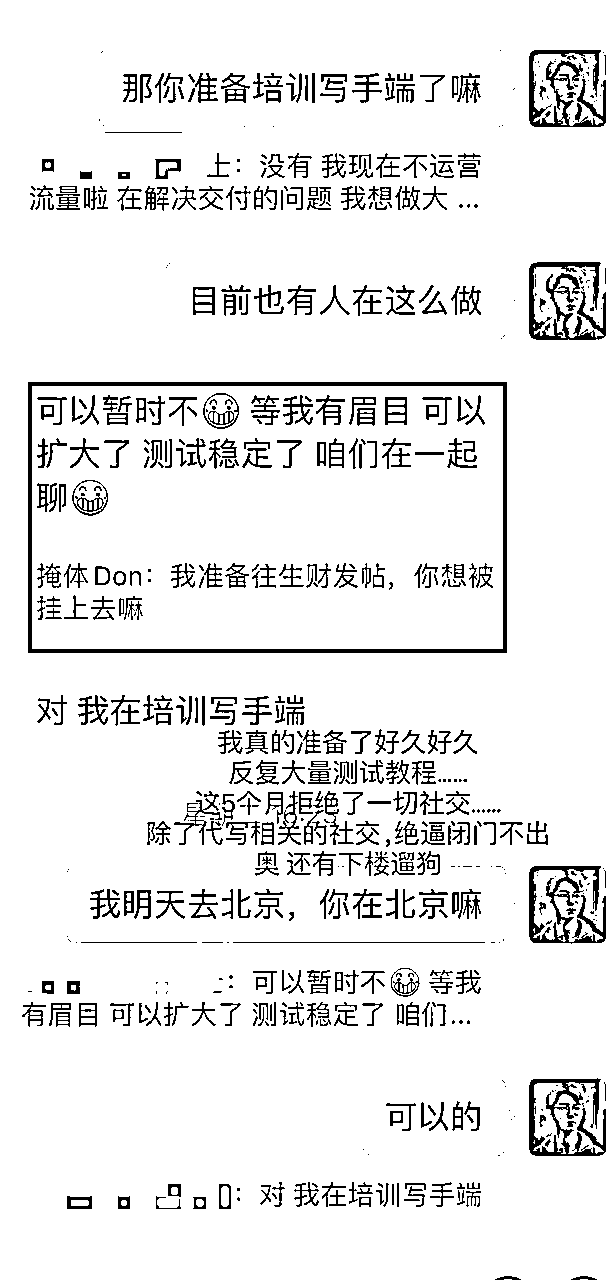 那你准备培训写手端了嘛
上：没有 我现在不运营
流量啦 在解决交付的问题 我想做大 ...
目前也有人在这么做
可以暂时不😁 等我有眉目 可以
扩大了 测试稳定了 咱们在一起
聊😁
掩体Don：我准备往生财发帖，你想被
挂上去嘛
对 我在培训写手端
我真的准备了好久好久
反复大量测试教程……
这5个月拒绝了一切社交……
除了代写相关的社交,绝逼闭门不出
奥 还有下楼遛狗
我明天去北京，你在北京嘛
：可以暂时不😁 等我
有眉目 可以扩大了 测试稳定了 咱们...
可以的
：对 我在培训写手端